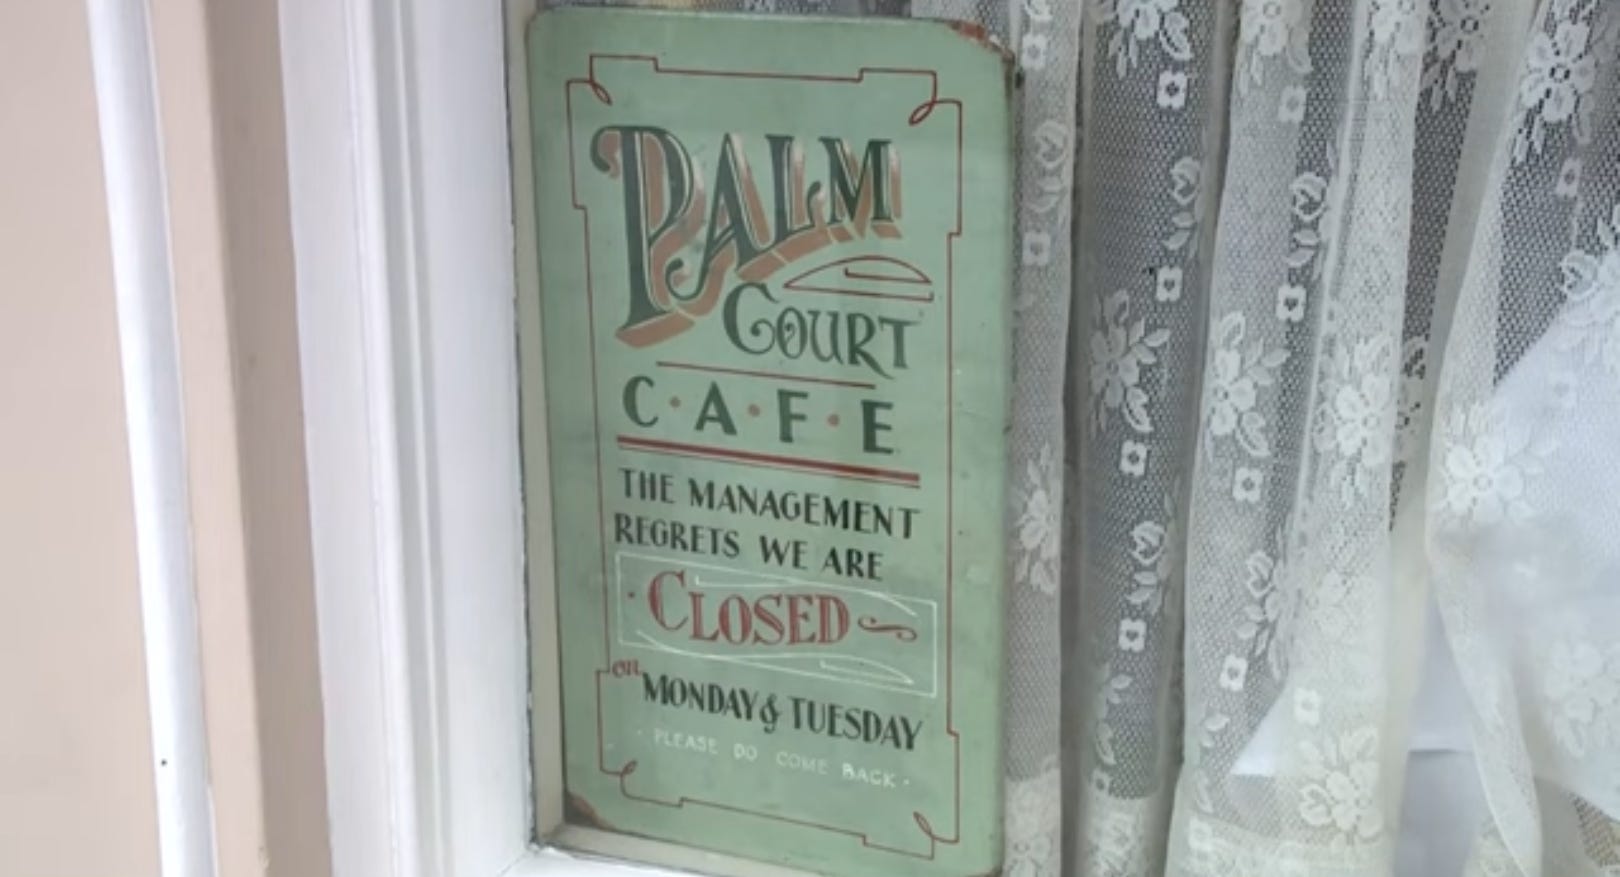 PALM
COURT
C·A·F·E
THE MANAGEMENT
REGRETS WE ARE
·CLOSED~
on
MONDAY & TUESDAY
· PLEASE DO COME BACK ·